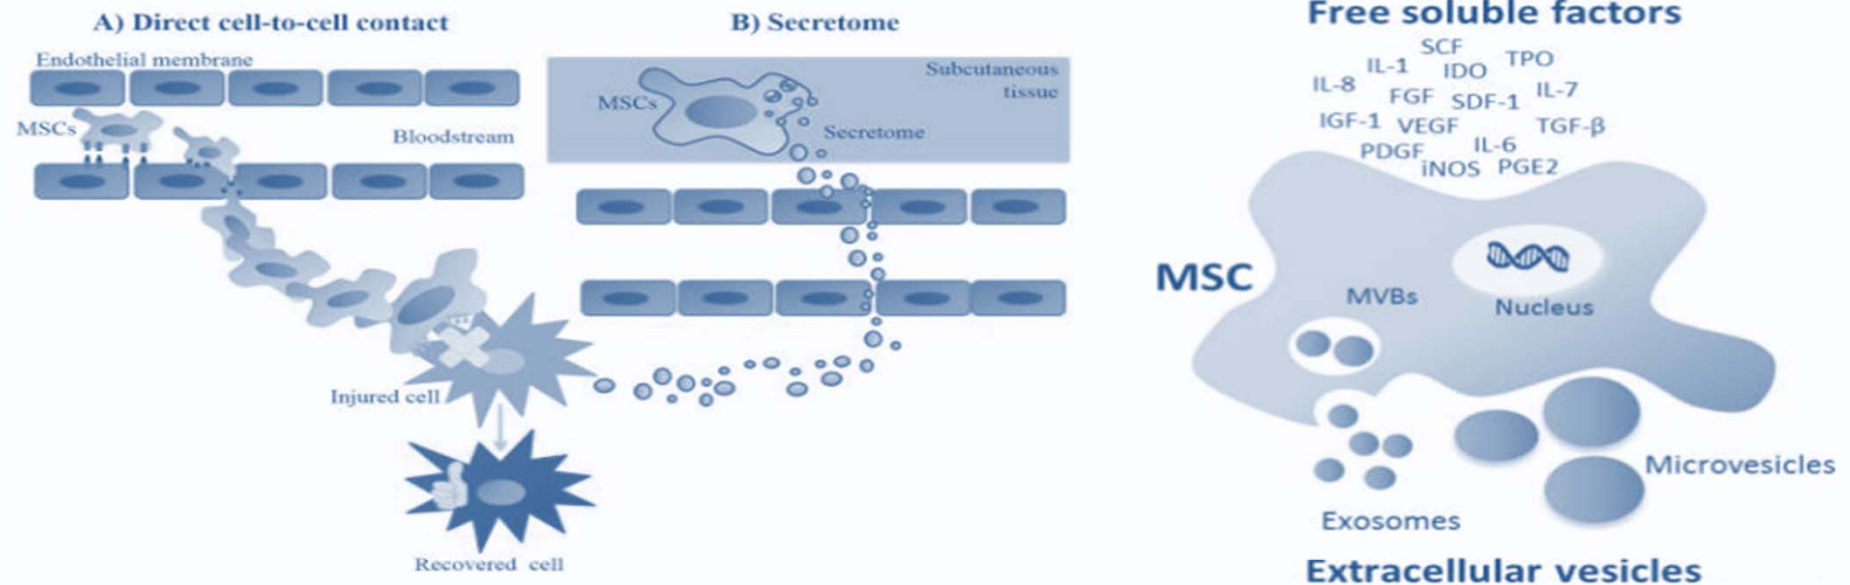 A) Direct cell-to-cell contact
Endothelial membrane
MSCs
Bloodstream
Injured cell
Recovered cell
B) Secretome
Subcutaneous
tissue
MSCs
Secretome
Free soluble factors
SCF
IL-1 IDO TPO
IL-8 FGF SDF-1 IL-7
IGF-1 VEGF TGF-β
PDGF IL-6
iNOS PGE2
MSC
MVBs
Nucleus
Microvesicles
Exosomes
Extracellular vesicles